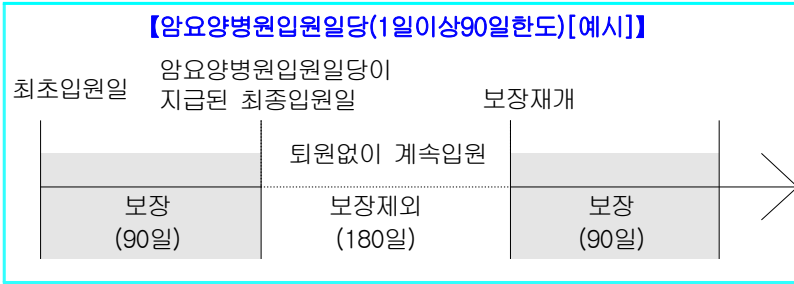 【암요양병원입원일당(1일이상90일한도)[예시]】
최초입원일
암요양병원입원일당이
지급된 최종입원일
보장재개
퇴원없이 계속입원
보장
(90일)
보장제외
(180일)
보장
(90일)